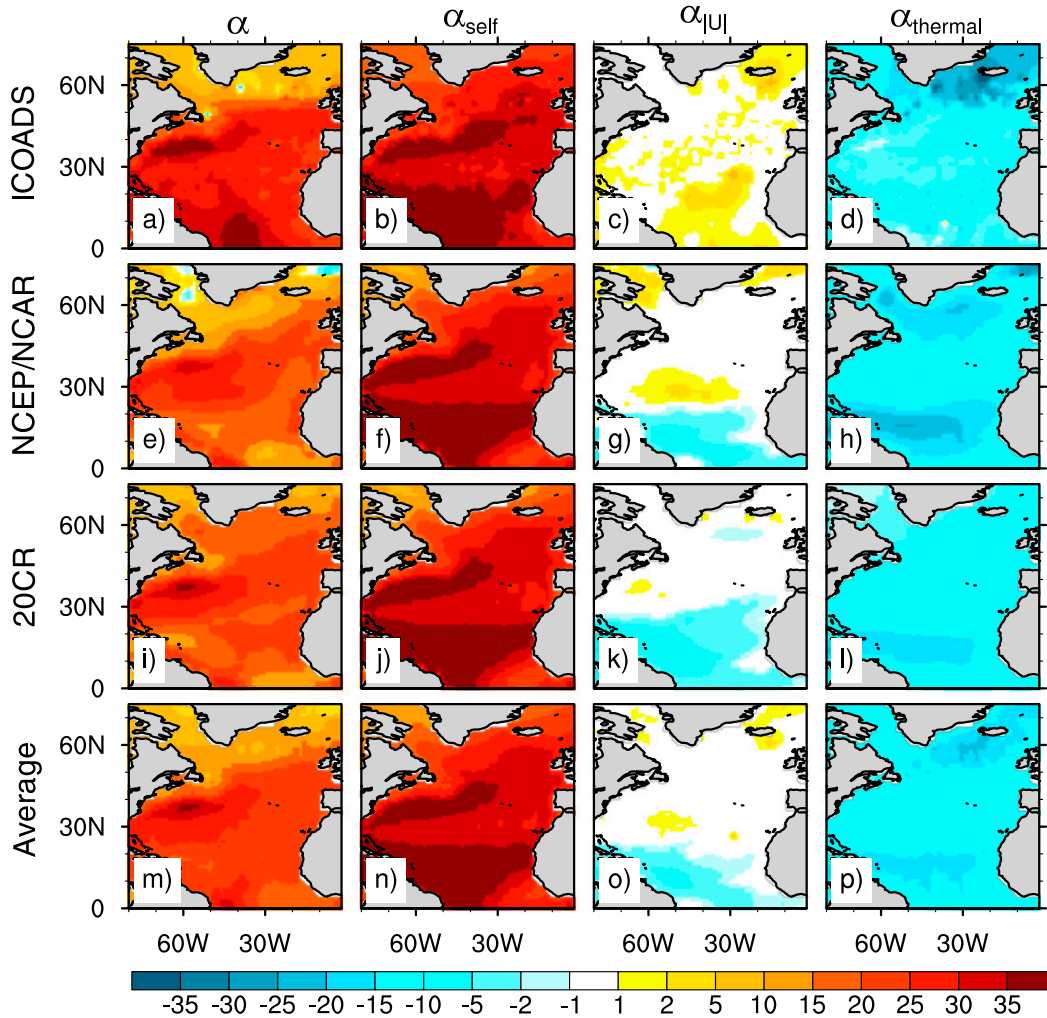 α α_self α_|U| α_thermal
60N
30N
0
ICOADS
a) b) c) d)
60N
30N
0
NCEP/NCAR
e) f) g) h)
60N
30N
0
20CR
i) j) k) l)
60N
30N
0
Average
m) n) o) p)
60W 30W 60W 30W 60W 30W 60W 30W
-35 -30 -25 -20 -15 -10 -5 -2 -1 1 2 5 10 15 20 25 30 35